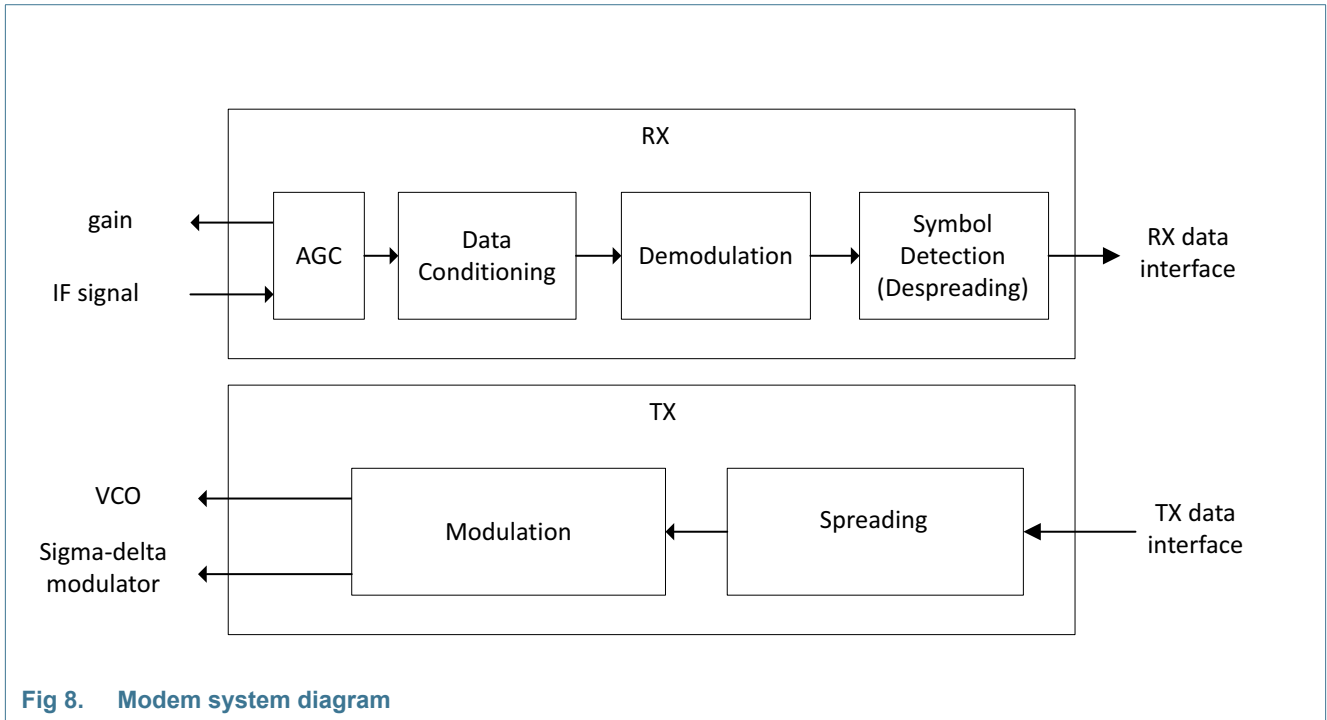 RX
gain
IF signal
AGC
Data
Conditioning
Demodulation
Symbol
Detection
(Despreading)
RX data
interface
TX
VCO
Sigma-delta
modulator
Modulation
Spreading
TX data
interface
Fig 8. Modem system diagram